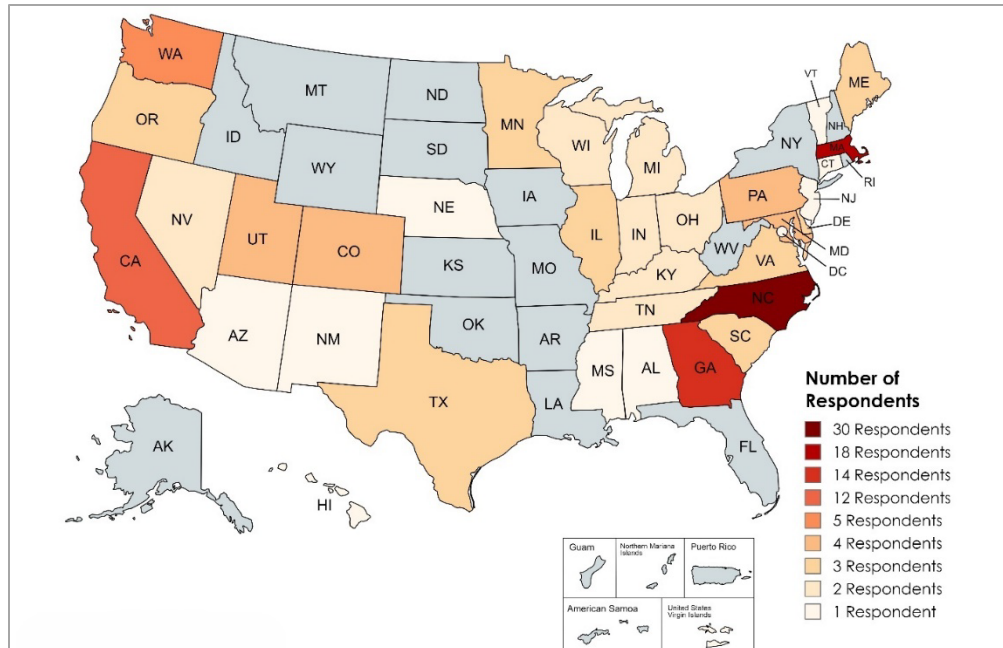 WA
MT
ND
MN
VT
ME
OR
ID
SD
WI
NH
NY
MA
WY
MI
CT
RI
IA
PA
NJ
NE
NV
OH
DE
IL
IN
UT
CO
WV
MD
CA
VA
DC
KS
MO
KY
NC
TN
OK
AZ
NM
AR
SC
MS
AL
GA
TX
LA
FL
AK
HI
Number of
Respondents
30 Respondents
18 Respondents
14 Respondents
12 Respondents
5 Respondents
4 Respondents
3 Respondents
2 Respondents
1 Respondent
Guam
Northern Mariana
Islands
Puerto Rico
American Samoa
United States
Virgin Islands